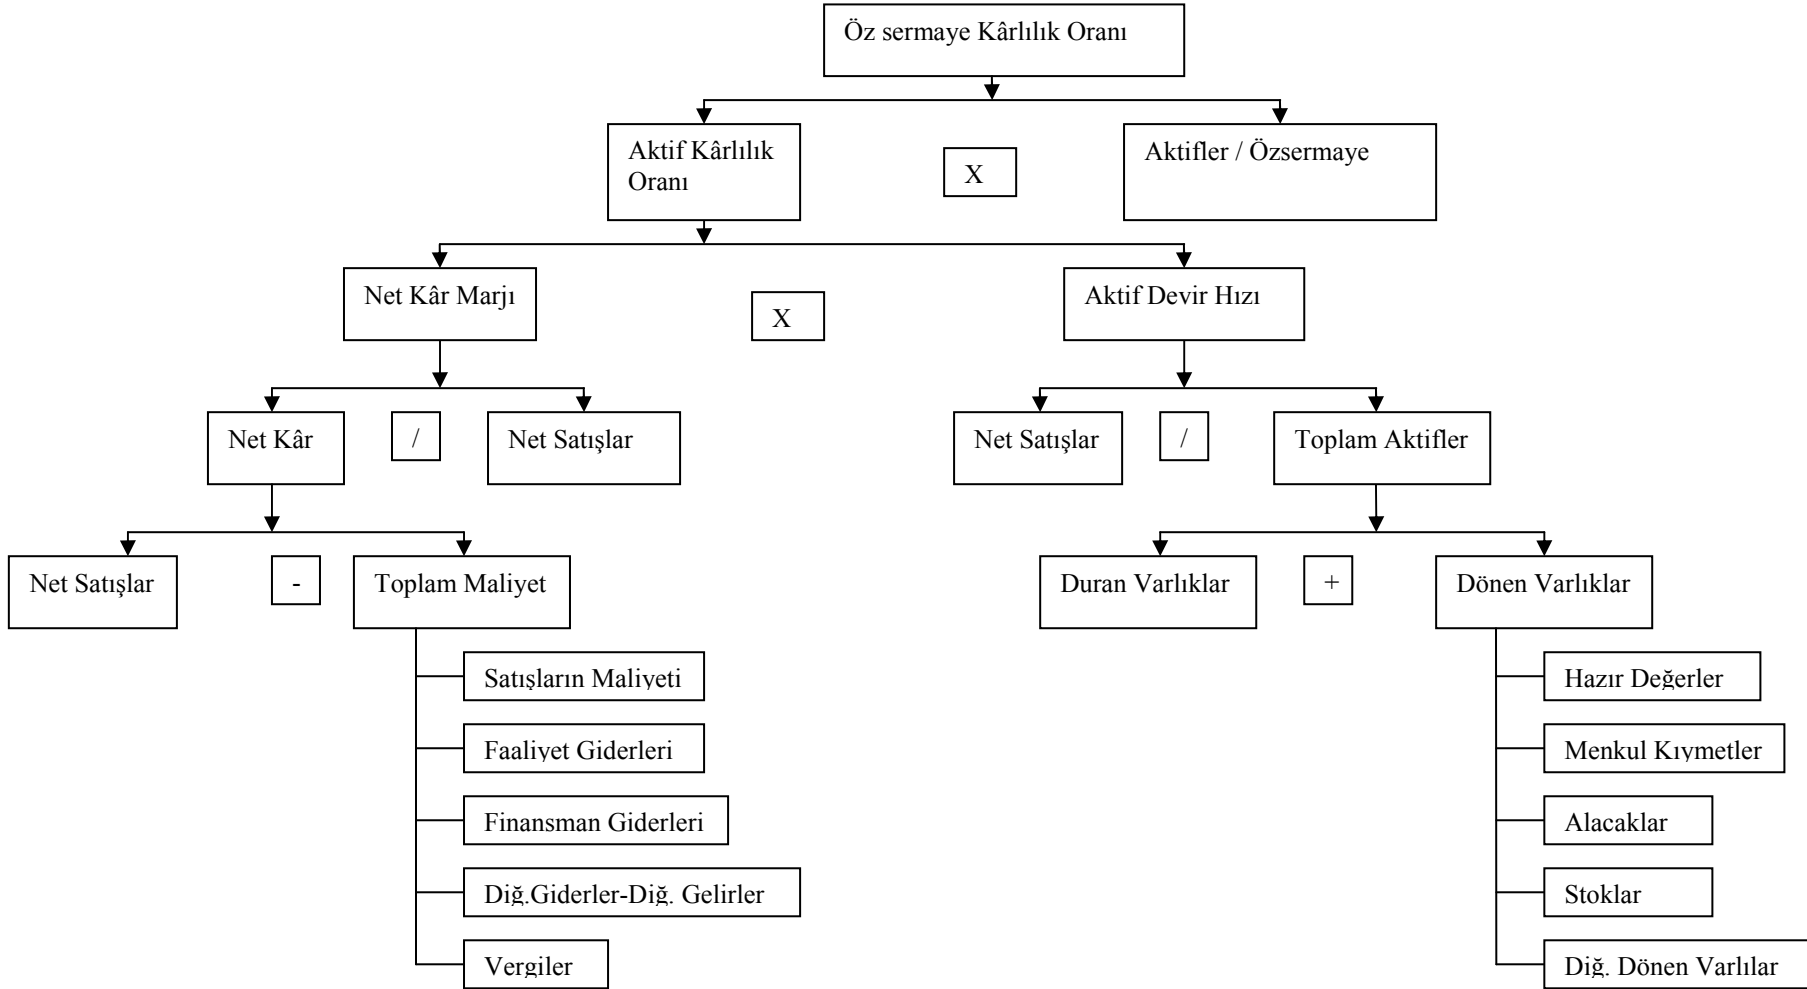 Öz sermaye Kârlılık Oranı
Aktif Kârlılık
Oranı
X
Aktifler / Özsermaye
Net Kâr Marjı
X
Aktif Devir Hızı
Net Kâr
/
Net Satışlar
Net Satışlar
/
Toplam Aktifler
Net Satışlar
-
Toplam Maliyet
Duran Varlıklar
+
Dönen Varlıklar
Satışların Maliyeti
Faaliyet Giderleri
Finansman Giderleri
Diğ.Giderler-Diğ. Gelirler
Vergiler
Hazır Değerler
Menkul Kıymetler
Alacaklar
Stoklar
Diğ. Dönen Varlılar